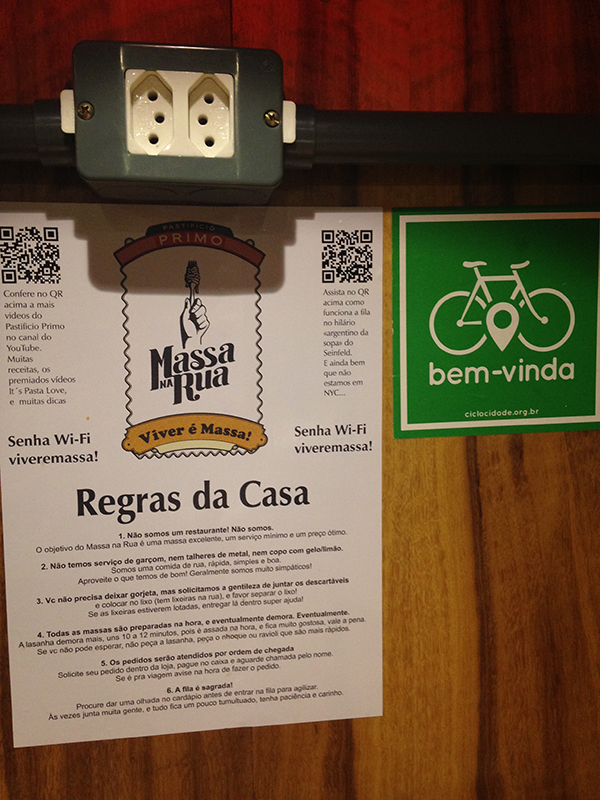 PASTIFICIO
PRIMO
Confere no QR
acima a mais
videos do
Pastificio Primo
no canal do
YouTube.
Muitas
receitas, os
premiados vídeos
It´s Pasta Love,
e muitas dicas
Massa
NA
Rua
Viver é Massa!
Assista no QR
acima como
funciona a fila
no hilário
«argentino da
sopa» do
Seinfeld.
E ainda bem
que não
estamos em
NYC...
Senha Wi-Fi
viveremassa!
Senha Wi-Fi
viveremassa!
bem-vinda
ciclocidade.org.br
Regras da Casa
1. Não somos um restaurante! Não somos.
O objetivo do Massa na Rua é uma massa excelente, um serviço mínimo e um preço ótimo.
2. Não temos serviço de garçom, nem talheres de metal, nem copo com gelo/limão.
Somos uma comida de rua, rápida, simples e boa.
Aproveite o que temos de bom! Geralmente somos muito simpáticos!
3. Vc não precisa deixar gorjeta, mas solicitamos a gentileza de juntar os descartáveis
e colocar no lixo (tem lixeiras na rua), e favor separar o lixo!
Se as lixeiras estiverem lotadas, entregar lá dentro super ajuda!
4. Todas as massas são preparadas na hora, e eventualmente demora. Eventualmente.
A lasanha demora mais, uns 10 a 12 minutos, pois é assada na hora, e fica muito gostosa, vale a pena.
Se vc não pode esperar, não peça a lasanha, peça o nhoque ou ravioli que são mais rápidos.
5. Os pedidos serão atendidos por ordem de chegada
Solicite seu pedido dentro da loja, pague no caixa e aguarde chamada pelo nome.
Se é pra viagem avise na hora de fazer o pedido.
6. A fila é sagrada!
Procure dar uma olhada no cardápio antes de entrar na fila para agilizar.
Às vezes junta muita gente, e tudo fica um pouco tumultuado, tenha paciência e carinho.